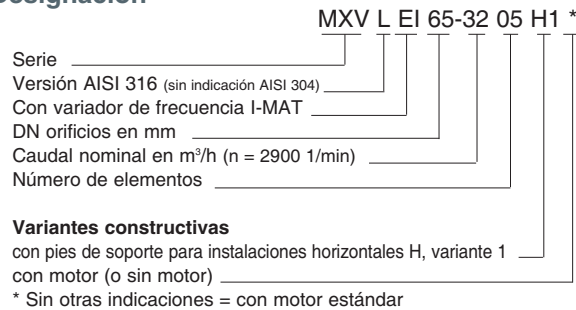 Designación
MXV L EI 65-32 05 H1 *
Serie
Versión AISI 316 (sin indicación AISI 304)
Con variador de frecuencia I-MAT
DN orificios en mm
Caudal nominal en m³/h (n = 2900 1/min)
Número de elementos
Variantes constructivas
con pies de soporte para instalaciones horizontales H, variante 1
con motor (o sin motor)
* Sin otras indicaciones = con motor estándar